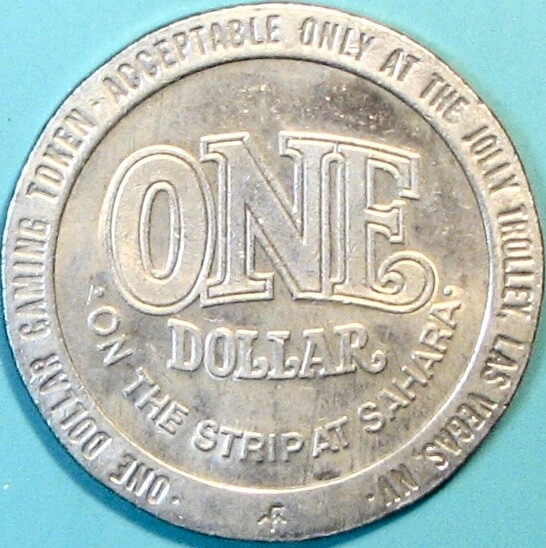 · ONE DOLLAR GAMING TOKEN · ACCEPTABLE ONLY AT THE JOLLY TROLLEY, LAS VEGAS, NV ·
ONE
DOLLAR
· ON THE STRIP AT SAHARA ·